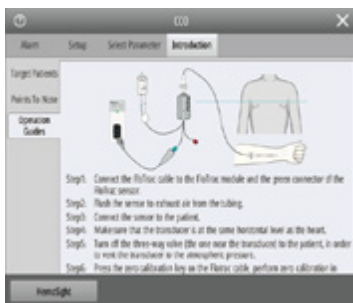 CCO
Alarm
Setup
Select Parameter
Introduction
Target Patients
Points To Note
Operation
Guides
Step1: Connect the FloTrac cable to the FloTrac module and the green connector of the
FloTrac sensor.
Step2: Flush the sensor to exhaust air from the tubing.
Step3: Connect the sensor to the patient.
Step4: Make sure that the transducer is at the same horizontal level as the heart.
Step5: Turn off the three-way valve (the one near the transducer) to the patient, in order
to vent the transducer to the atmospheric pressure.
Step6: Press the zero calibration key on the Flotrac cable, perform zero calibration in
HemoSight